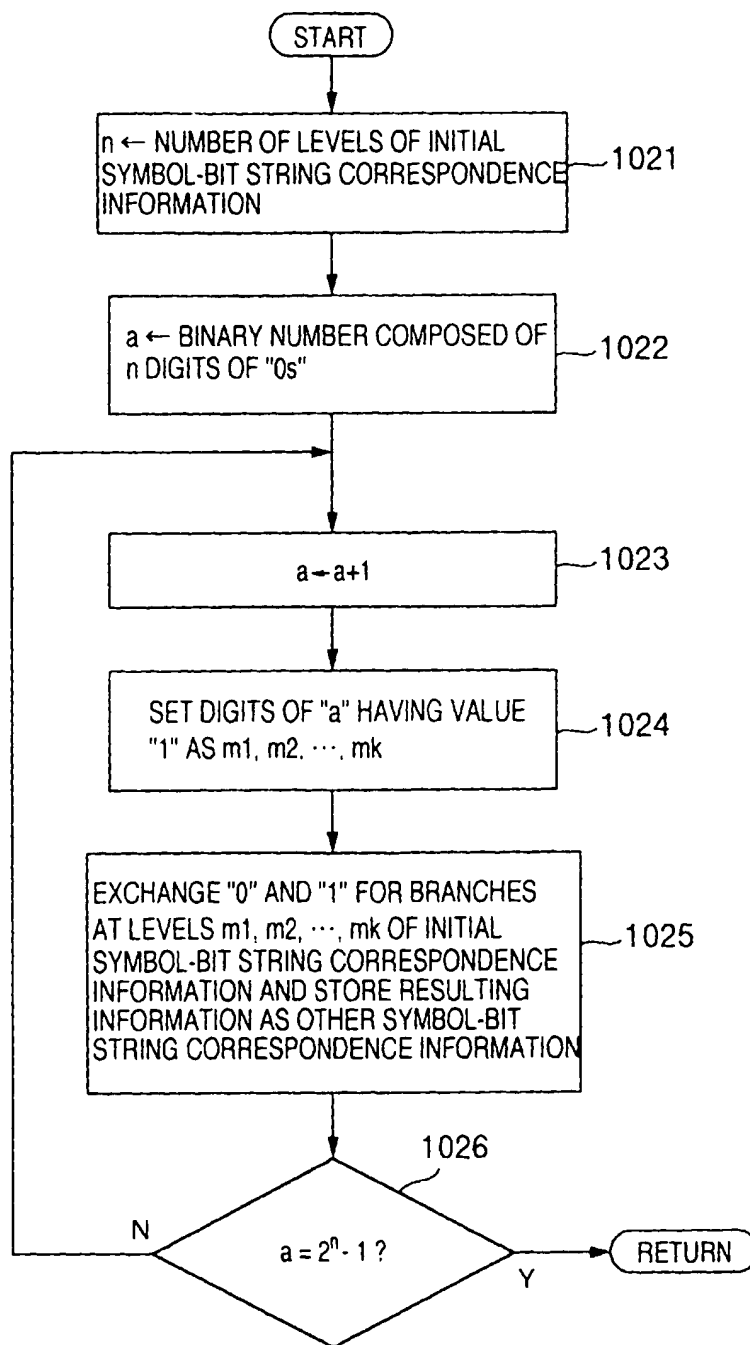 START
n ← NUMBER OF LEVELS OF INITIAL
SYMBOL-BIT STRING CORRESPONDENCE
INFORMATION
1021
a ← BINARY NUMBER COMPOSED OF
n DIGITS OF "0s"
1022
a←a+1
1023
SET DIGITS OF "a" HAVING VALUE
"1" AS m1, m2, ···, mk
1024
EXCHANGE "0" AND "1" FOR BRANCHES
AT LEVELS m1, m2, ···, mk OF INITIAL
SYMBOL-BIT STRING CORRESPONDENCE
INFORMATION AND STORE RESULTING
INFORMATION AS OTHER SYMBOL-BIT
STRING CORRESPONDENCE INFORMATION
1025
1026
N
a = 2ⁿ - 1 ?
Y
RETURN